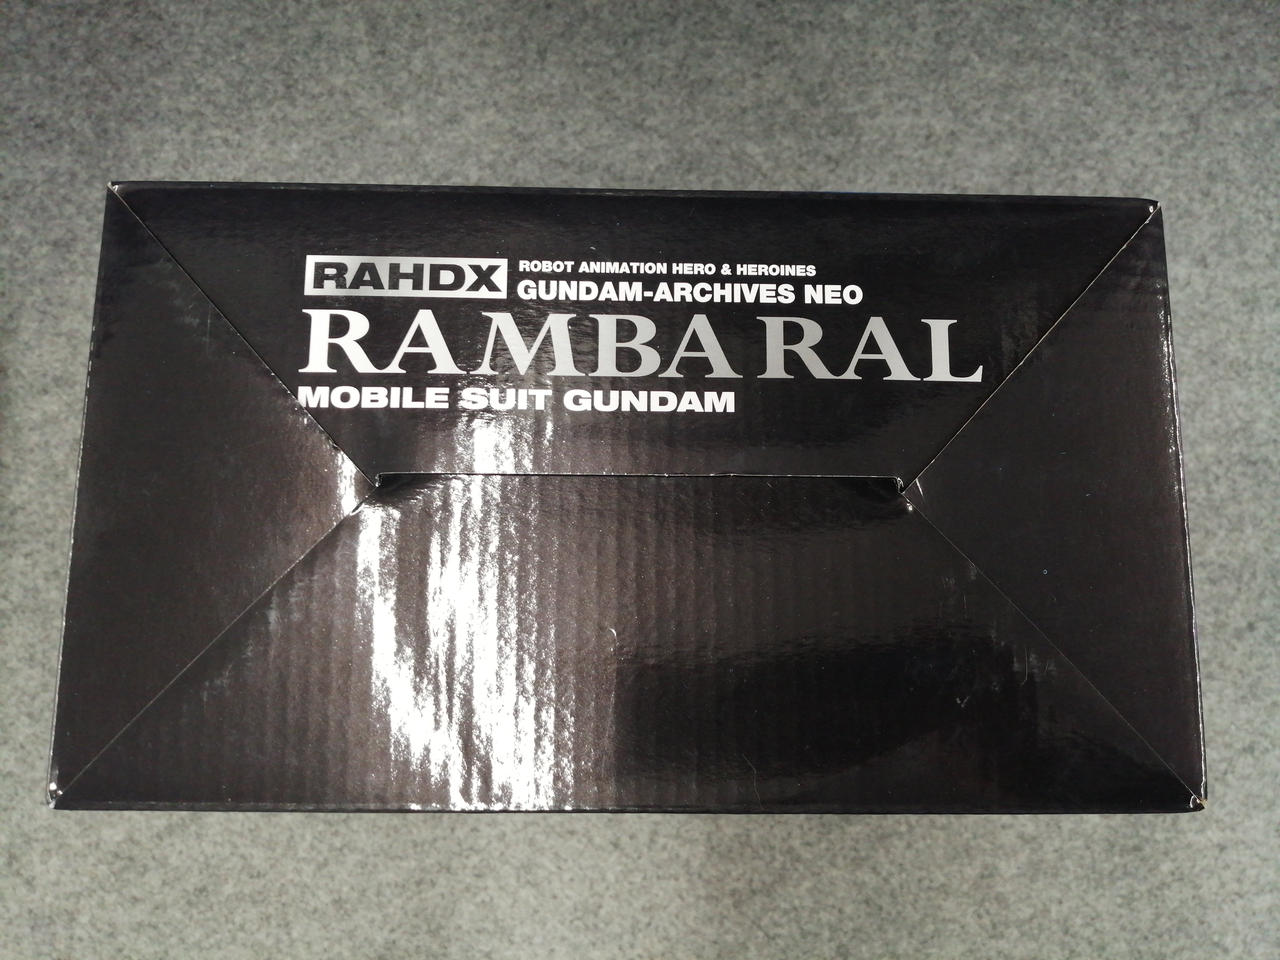 RAHDX ROBOT ANIMATION HERO & HEROINES
GUNDAM-ARCHIVES NEO
RAMBA RAL
MOBILE SUIT GUNDAM